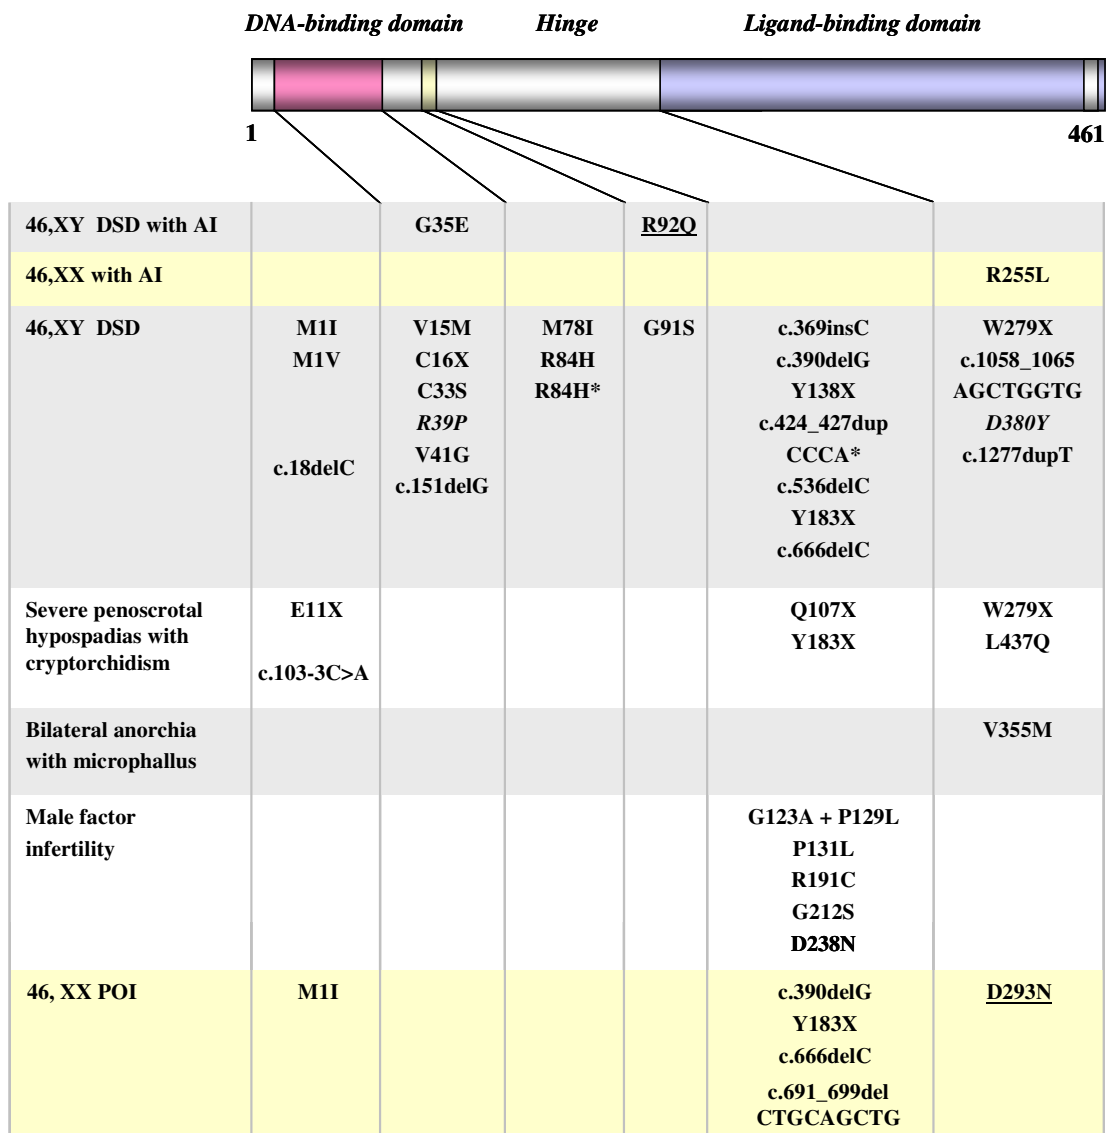 DNA-binding domain Hinge Ligand-binding domain
1 461
46,XY DSD with AI G35E R92Q
46,XX with AI R255L
46,XY DSD M1I V15M M78I G91S c.369insC W279X
M1V C16X R84H c.390delG c.1058_1065
C33S R84H* Y138X AGCTGGTG
R39P c.424_427dup D380Y
V41G CCCA* c.1277dupT
c.18delC
c.151delG c.536delC
Y183X
c.666delC
Severe penoscrotal E11X Q107X W279X
hypospadias with Y183X L437Q
cryptorchidism
c.103-3C>A
Bilateral anorchia V355M
with microphallus
Male factor G123A + P129L
infertility P131L
R191C
G212S
D238N
46, XX POI M1I c.390delG D293N
Y183X
c.666delC
c.691_699del
CTGCAGCTG